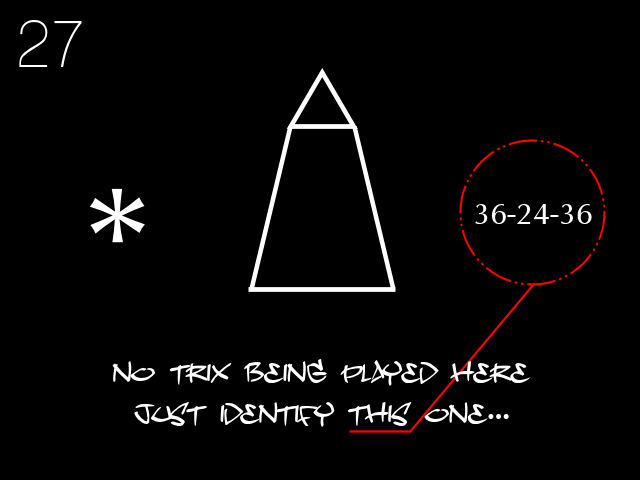 27
*
36-24-36
NO TRIX BEING PLAYED HERE
JUST IDENTIFY THIS ONE...